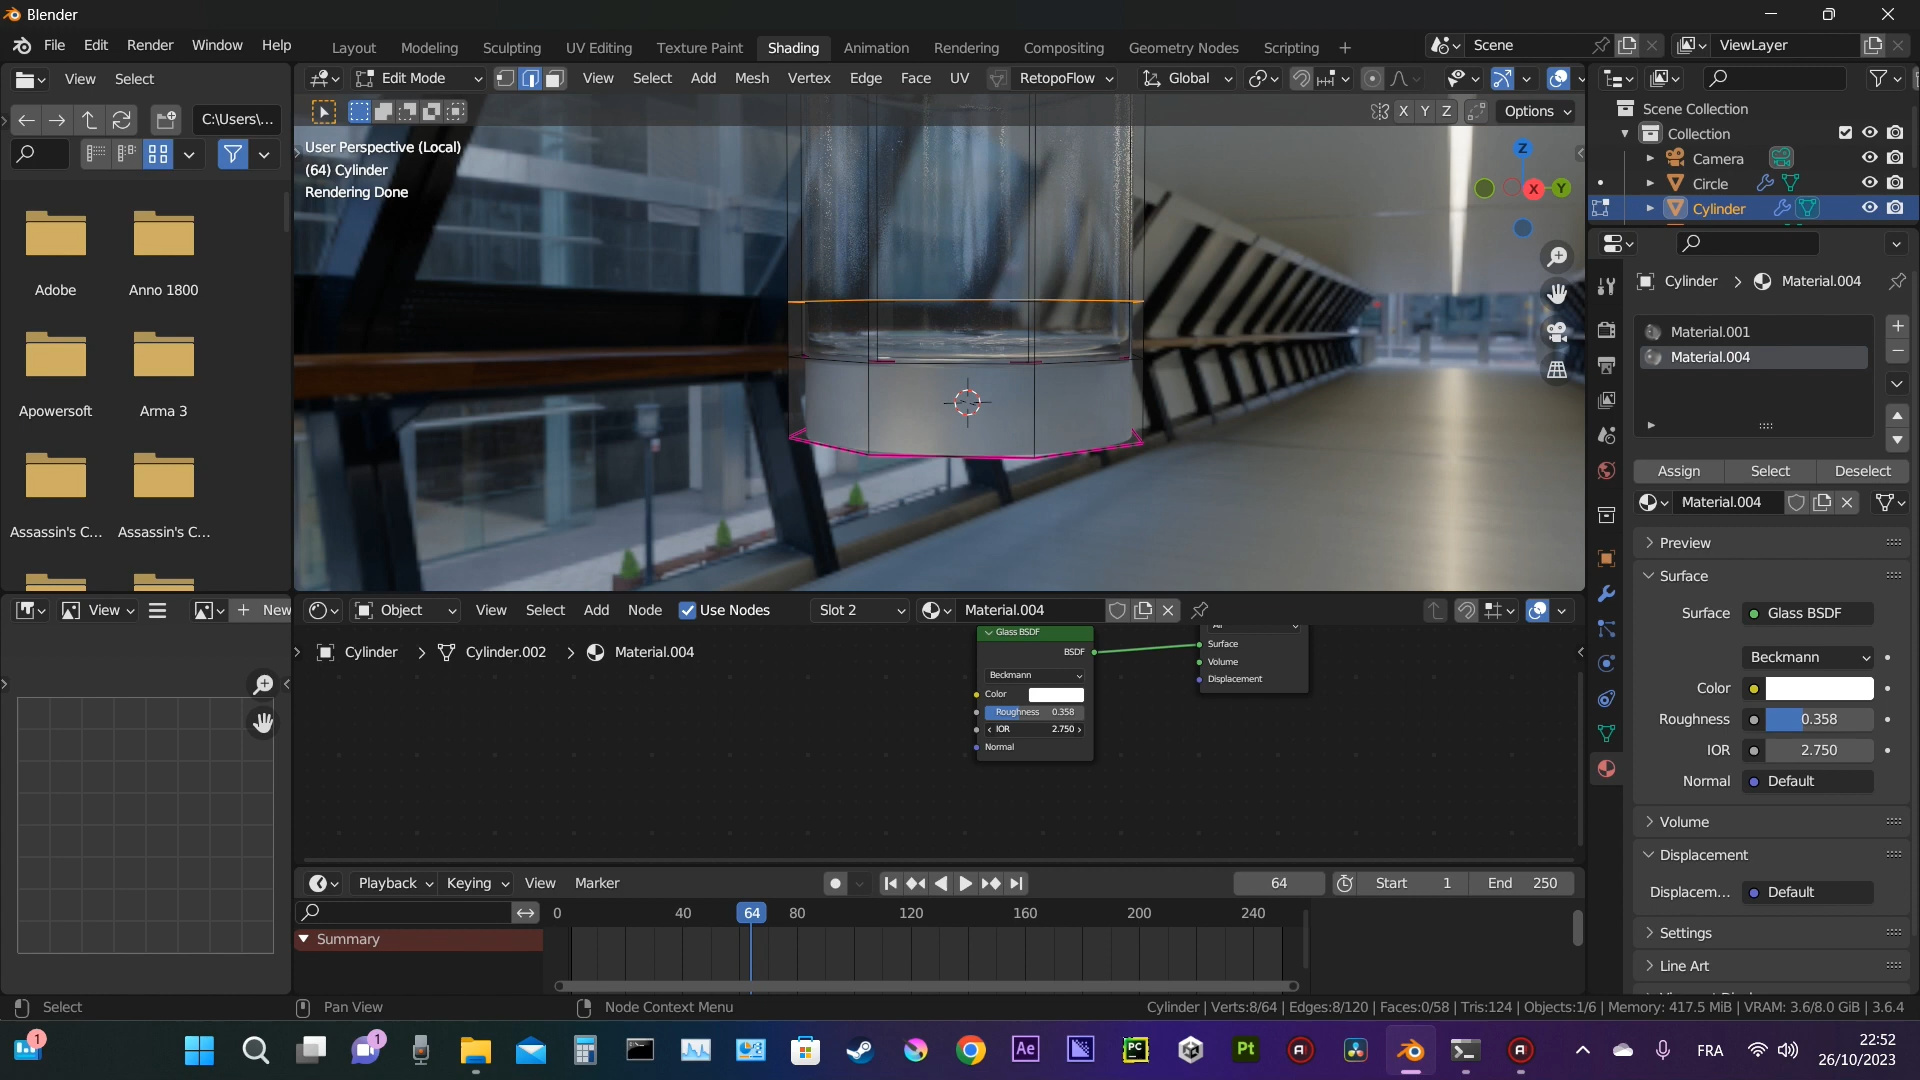 Blender
File Edit Render Window Help
Layout Modeling Sculpting UV Editing Texture Paint Shading Animation Rendering Compositing Geometry Nodes Scripting +
Scene
ViewLayer
View Select
Edit Mode View Select Add Mesh Vertex Edge Face UV RetopoFlow Global
C:\Users\...
X Y Z Options
User Perspective (Local)
(64) Cylinder
Rendering Done
Z
X Y
Adobe Anno 1800
Apowersoft Arma 3
Assassin's C... Assassin's C...
Scene Collection
Collection
Camera
Circle
Cylinder
Cylinder > Material.004
Material.001
Material.004
Assign Select Deselect
Material.004
Preview
Surface
Surface Glass BSDF
Beckmann
Color
Roughness 0.358
IOR 2.750
Normal Default
Volume
Displacement
Displacem... Default
Settings
Line Art
View New
Object View Select Add Node Use Nodes Slot 2 Material.004
Cylinder > Cylinder.002 > Material.004
Glass BSDF
BSDF
Beckmann
Color
Roughness 0.358
IOR 2.750
Normal
All
Surface
Volume
Displacement
Playback Keying View Marker 64 Start 1 End 250
0 40 64 80 120 160 200 240
Summary
Select Pan View Node Context Menu
Cylinder | Verts:8/64 | Edges:8/120 | Faces:0/58 | Tris:124 | Objects:1/6 | Memory: 417.5 MiB | VRAM: 3.6/8.0 GiB | 3.6.4
1 1 Ae PC Pt FRA
22:52
26/10/2023